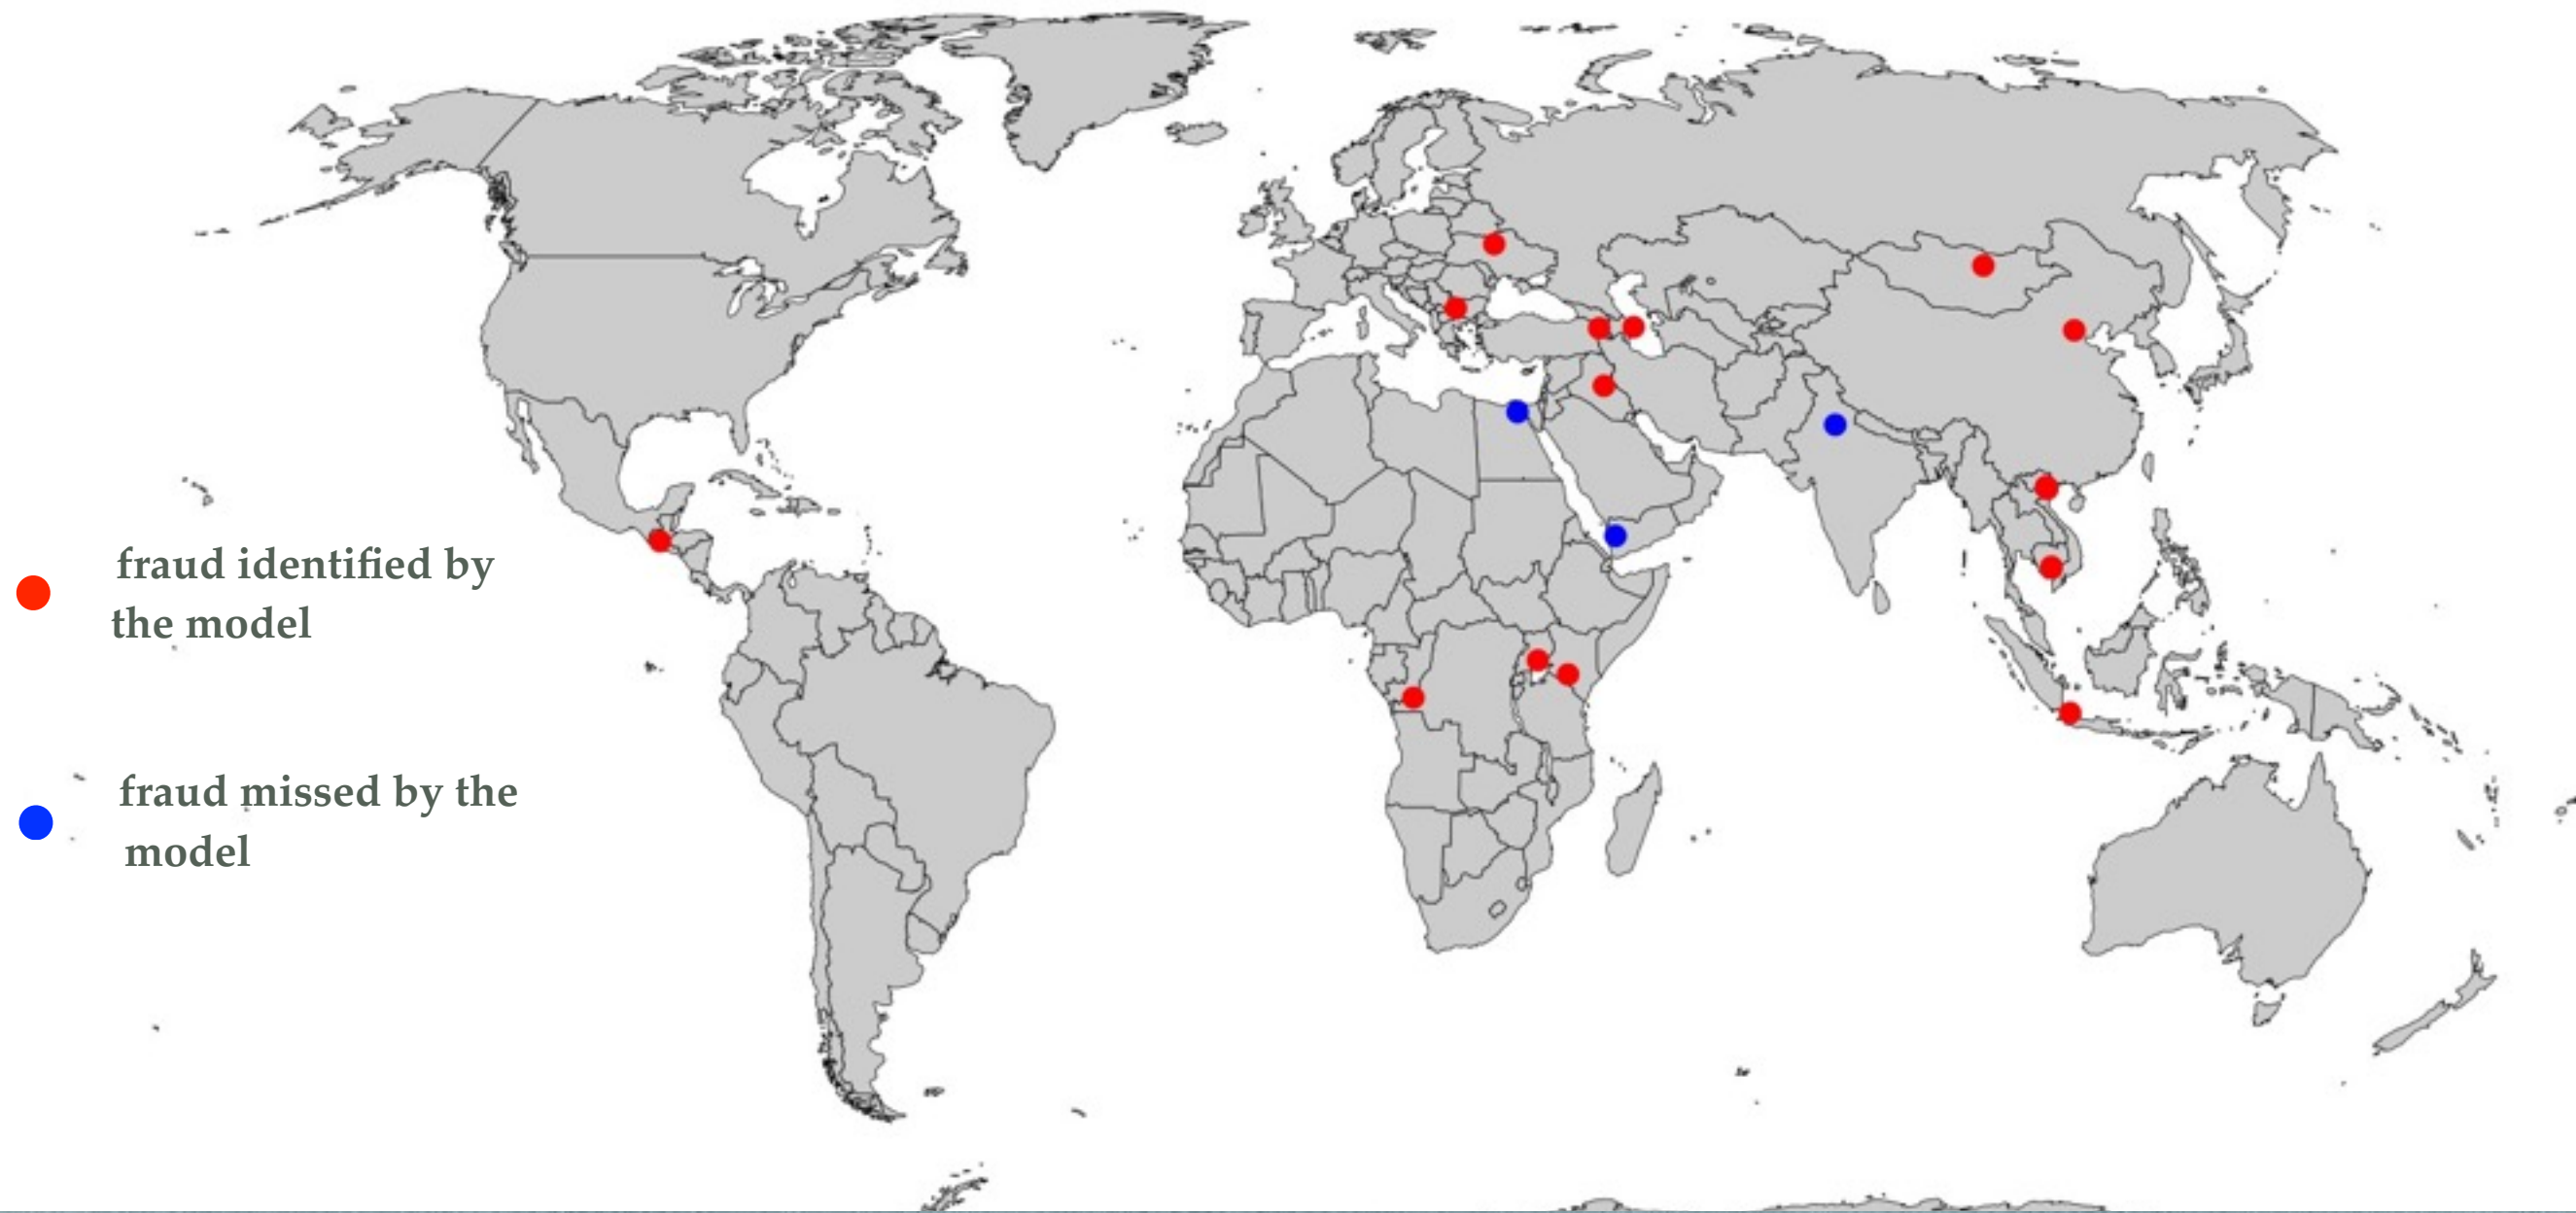 fraud identified by
the model
fraud missed by the
model